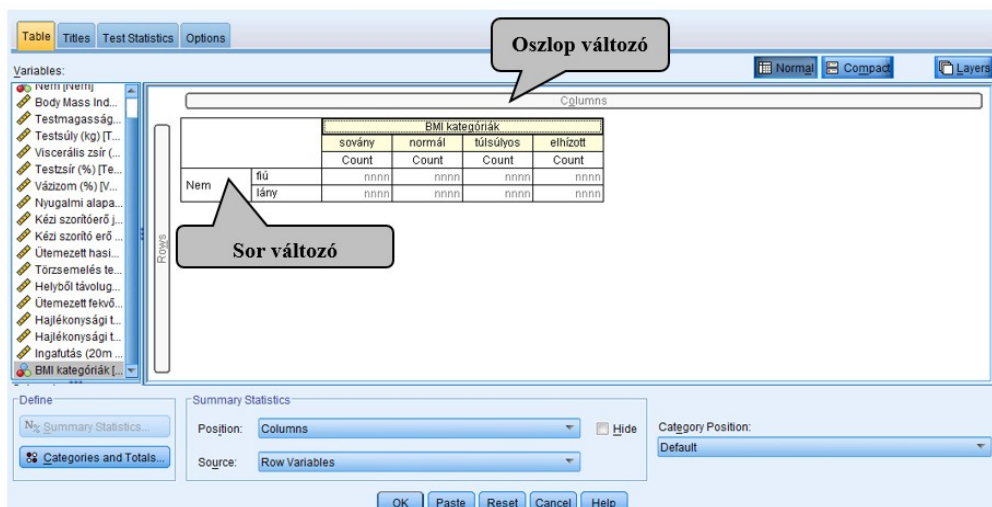 Table Titles Test Statistics Options
Oszlop változó
Variables:
Normal Compact Layers
Nem [Nem]
Body Mass Ind...
Testmagasság...
Testsúly (kg) [T...
Viscerális zsír (...
Testzsír (%) [Te...
Vázizom (%) [V...
Nyugalmi alapa...
Kézi szorítóerő j...
Kézi szorító erő ...
Ütemezett hasi...
Törzsemelés te...
Helyből távolug...
Ütemezett fekvő...
Hajlékonysági t...
Hajlékonysági t...
Ingafutás (20m ...
BMI kategóriák [...
Columns
Rows
BMI kategóriák
sovány normál túlsúlyos elhízott
Count Count Count Count
Nem fiú nnnn nnnn nnnn nnnn
lány nnnn nnnn nnnn nnnn
Sor változó
Define
N% Summary Statistics...
Categories and Totals...
Summary Statistics
Position: Columns Hide
Source: Row Variables
Category Position:
Default
OK Paste Reset Cancel Help